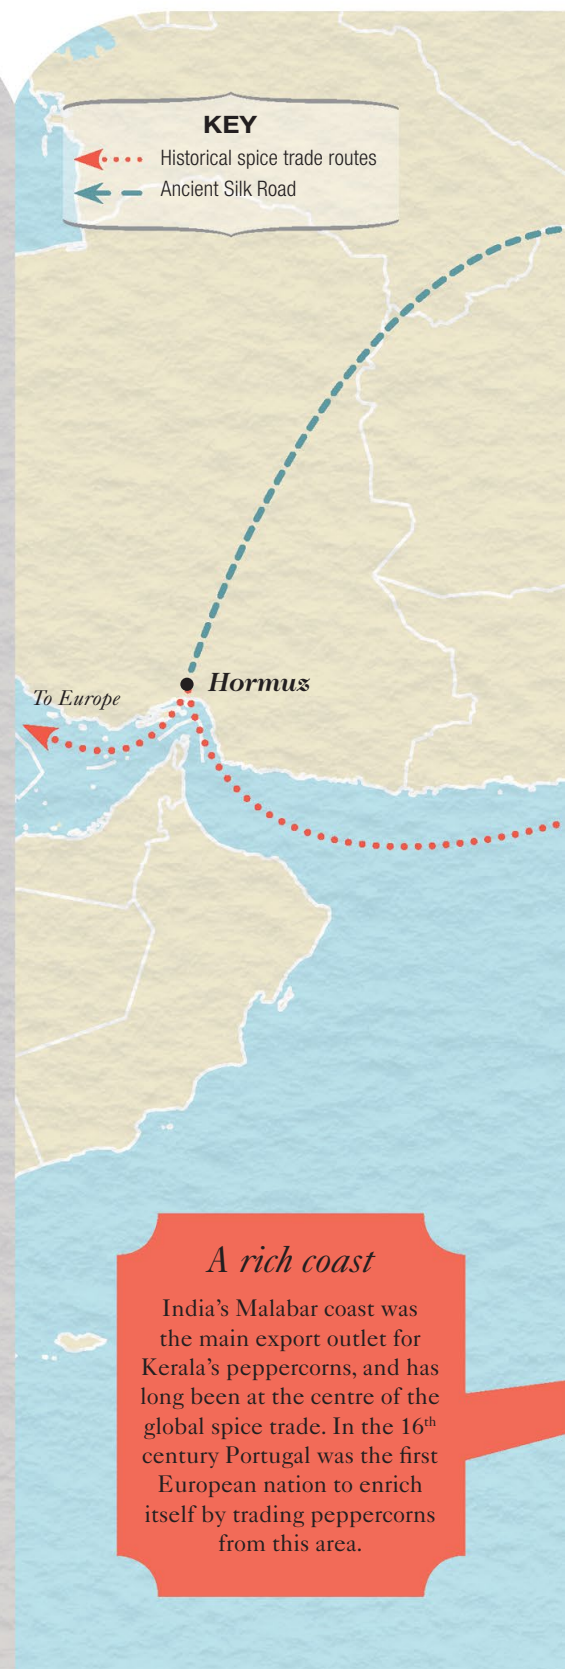 KEY
Historical spice trade routes
Ancient Silk Road
Hormuz
To Europe
A rich coast
India’s Malabar coast was
the main export outlet for
Kerala’s peppercorns, and has
long been at the centre of the
global spice trade. In the 16th
century Portugal was the first
European nation to enrich
itself by trading peppercorns
from this area.